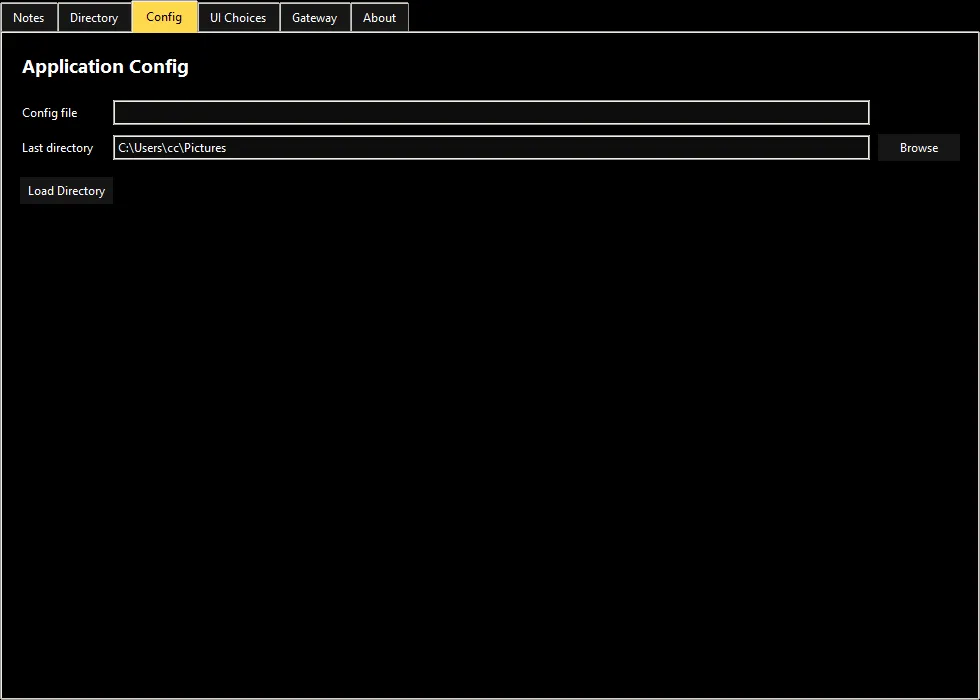 Notes Directory Config UI Choices Gateway About
Application Config
Config file
Last directory C:\Users\cc\Pictures Browse
Load Directory